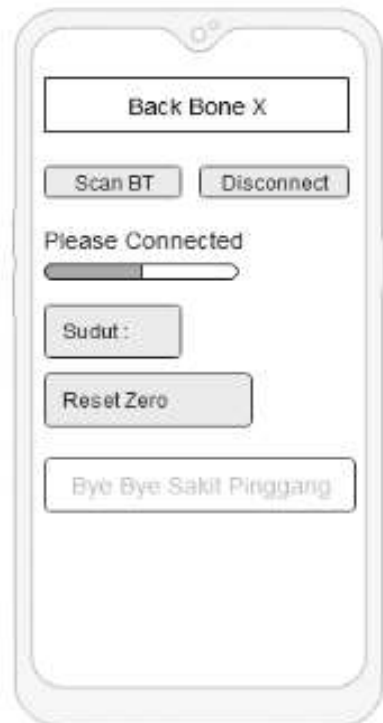 Back Bone X
Scan BT
Disconnect
Please Connected
Sudut :
Reset Zero
Bye Bye Sakit Pinggang